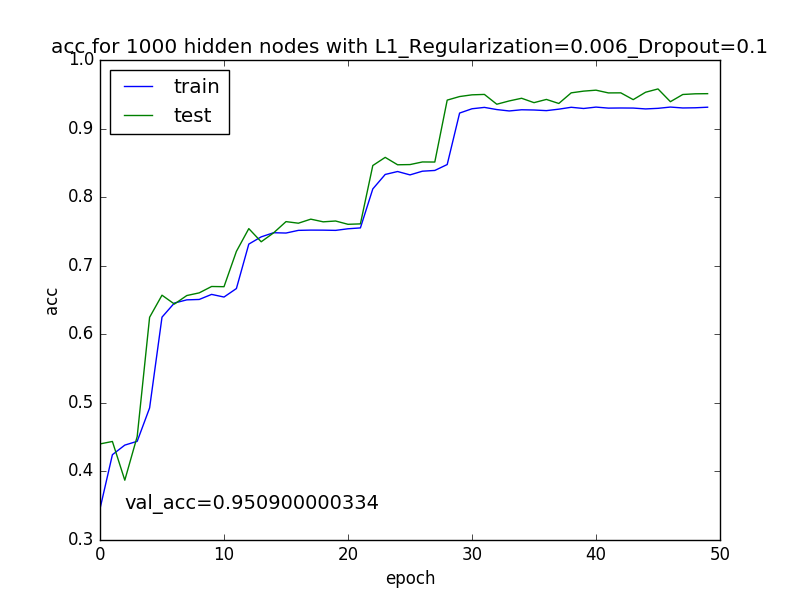 acc for 1000 hidden nodes with L1_Regularization=0.006_Dropout=0.1
1.0
train
test
0.9
0.8
0.7
0.6
acc
0.5
0.4
val_acc=0.950900000334
0.3
0 10 20 30 40 50
epoch